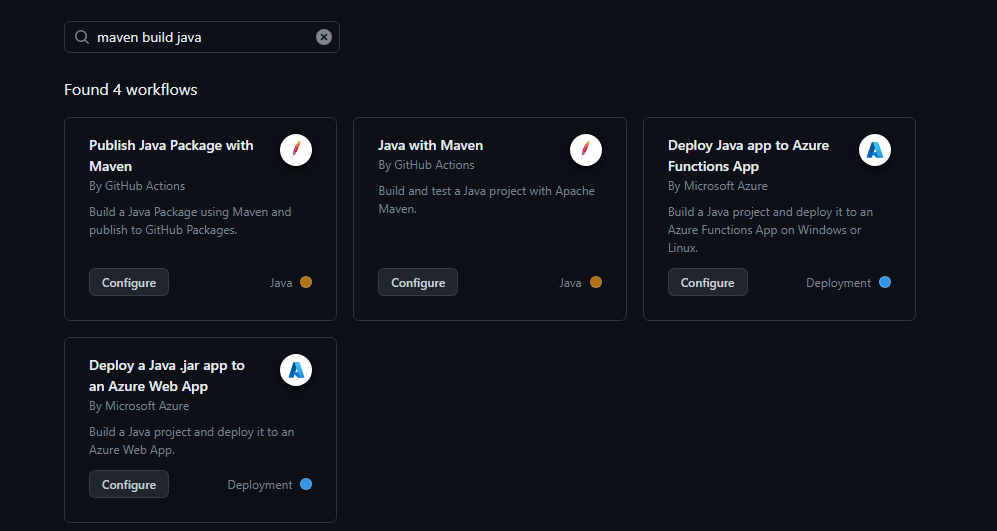 maven build java
Found 4 workflows
Publish Java Package with
Maven
By GitHub Actions
Build a Java Package using Maven and
publish to GitHub Packages.
Configure
Java
Java with Maven
By GitHub Actions
Build and test a Java project with Apache
Maven.
Configure
Java
Deploy Java app to Azure
Functions App
By Microsoft Azure
Build a Java project and deploy it to an
Azure Functions App on Windows or
Linux.
Configure
Deployment
Deploy a Java .jar app to
an Azure Web App
By Microsoft Azure
Build a Java project and deploy it to an
Azure Web App.
Configure
Deployment